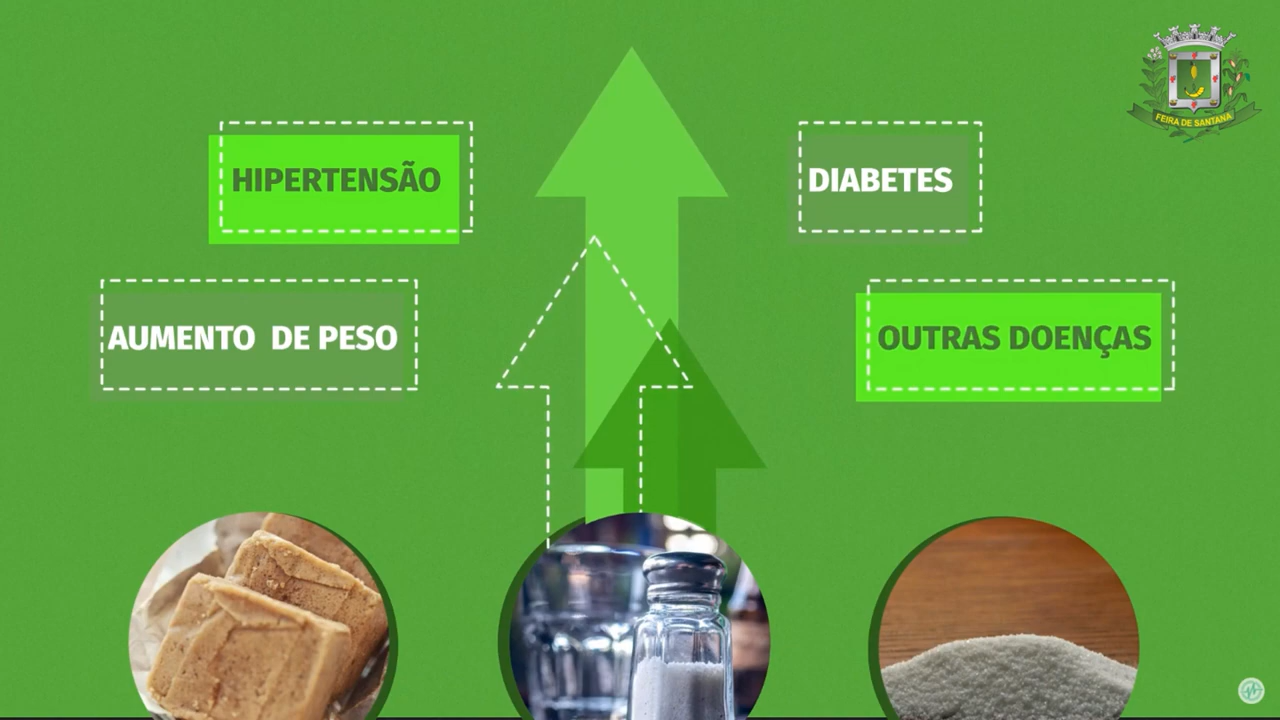 FEIRA DE SANTANA
HIPERTENSÃO
DIABETES
AUMENTO  DE PESO
OUTRAS DOENÇAS